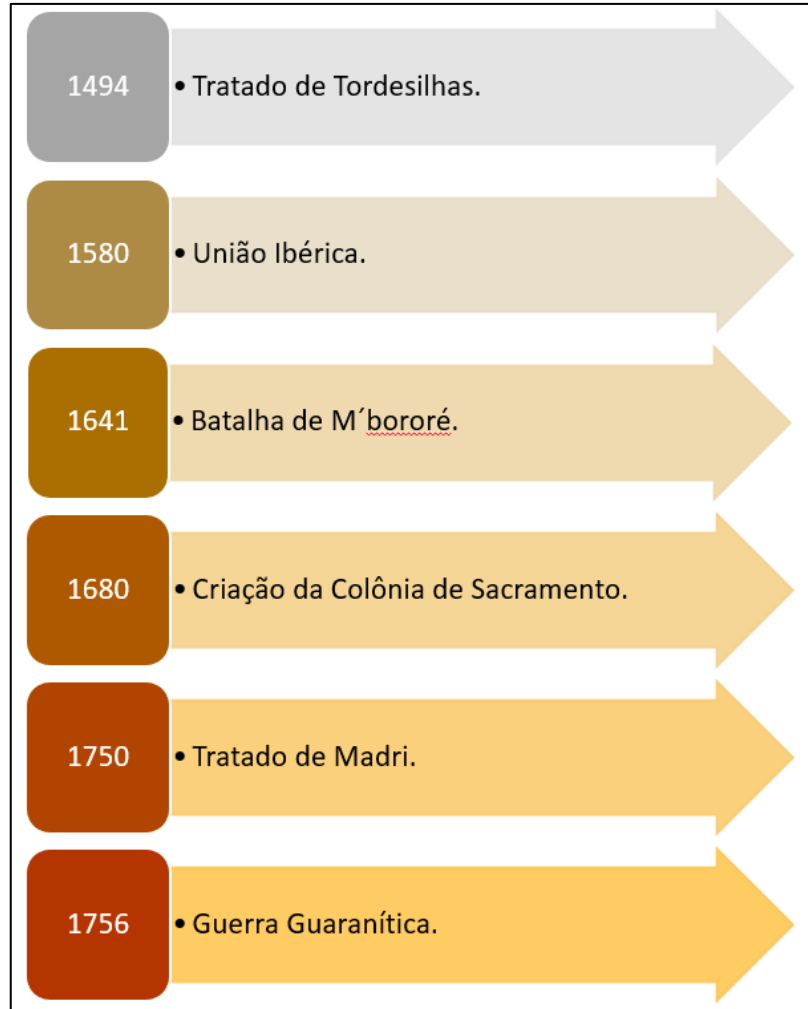 1494
• Tratado de Tordesilhas.
1580
• União Ibérica.
1641
• Batalha de M´bororé.
1680
• Criação da Colônia de Sacramento.
1750
• Tratado de Madri.
1756
• Guerra Guaranítica.